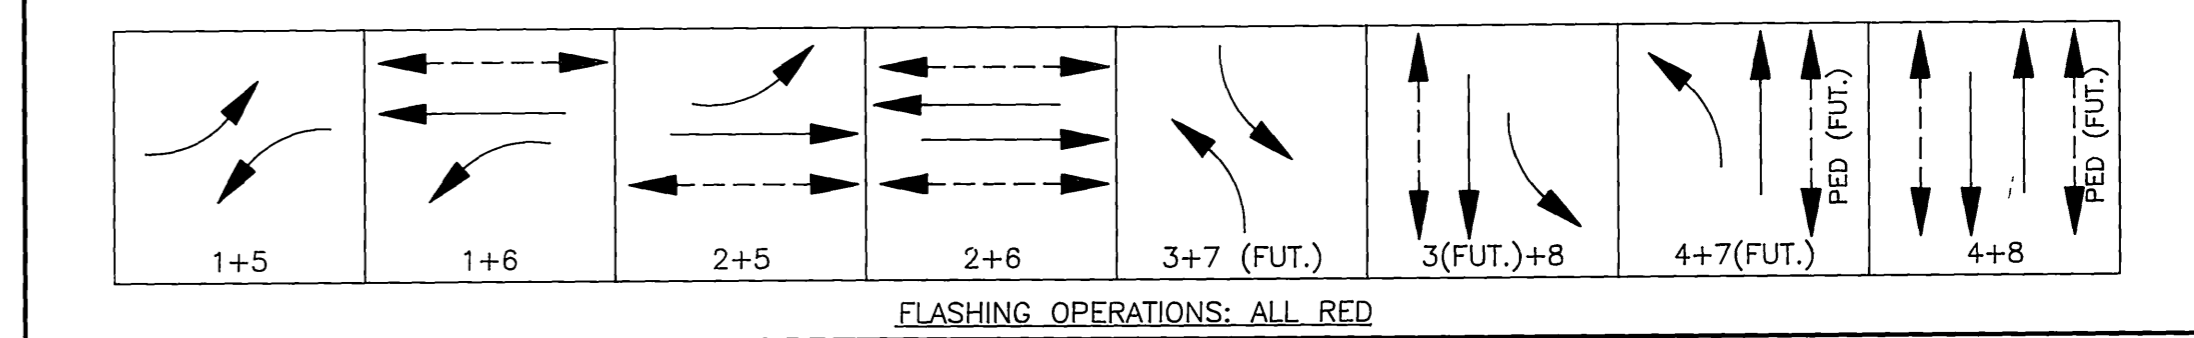 PED (FUT.)
PED (FUT.)
1+5
1+6
2+5
2+6
3+7 (FUT.)
3(FUT.)+8
4+7(FUT.)
4+8
FLASHING OPERATIONS: ALL RED